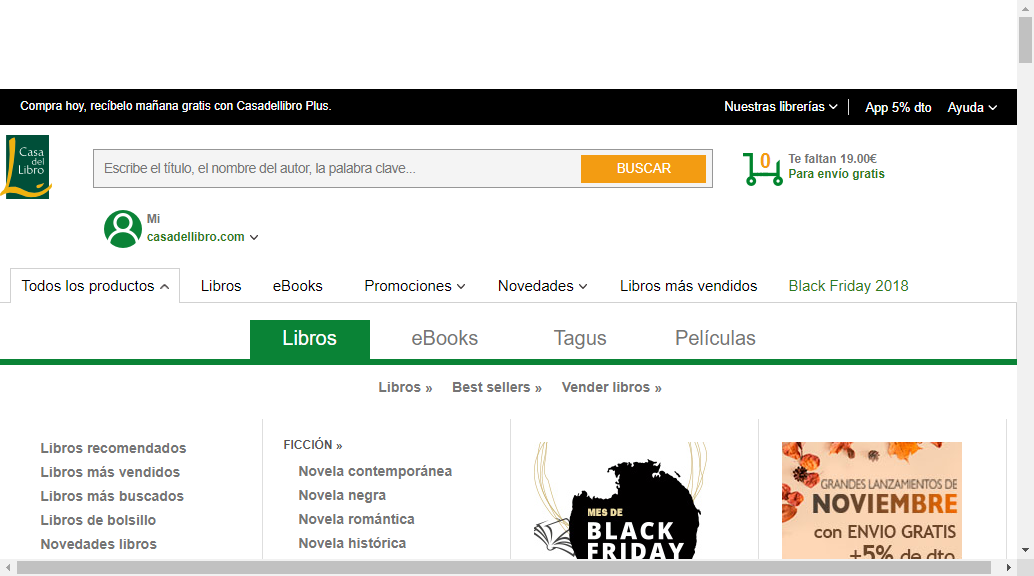 Compra hoy, recíbelo mañana gratis con Casadellibro Plus.
Nuestras librerías
App 5% dto
Ayuda
Casa
del
Libro
Escribe el título, el nombre del autor, la palabra clave...
BUSCAR
0
Te faltan 19.00€
Para envío gratis
Mi
casadellibro.com
Todos los productos
Libros
eBooks
Promociones
Novedades
Libros más vendidos
Black Friday 2018
Libros
eBooks
Tagus
Películas
Libros »
Best sellers »
Vender libros »
Libros recomendados
Libros más vendidos
Libros más buscados
Libros de bolsillo
Novedades libros
FICCIÓN »
Novela contemporánea
Novela negra
Novela romántica
Novela histórica
MES DE
BLACK
FRIDAY
GRANDES LANZAMIENTOS DE
NOVIEMBRE
con ENVIO GRATIS
+5% de dto